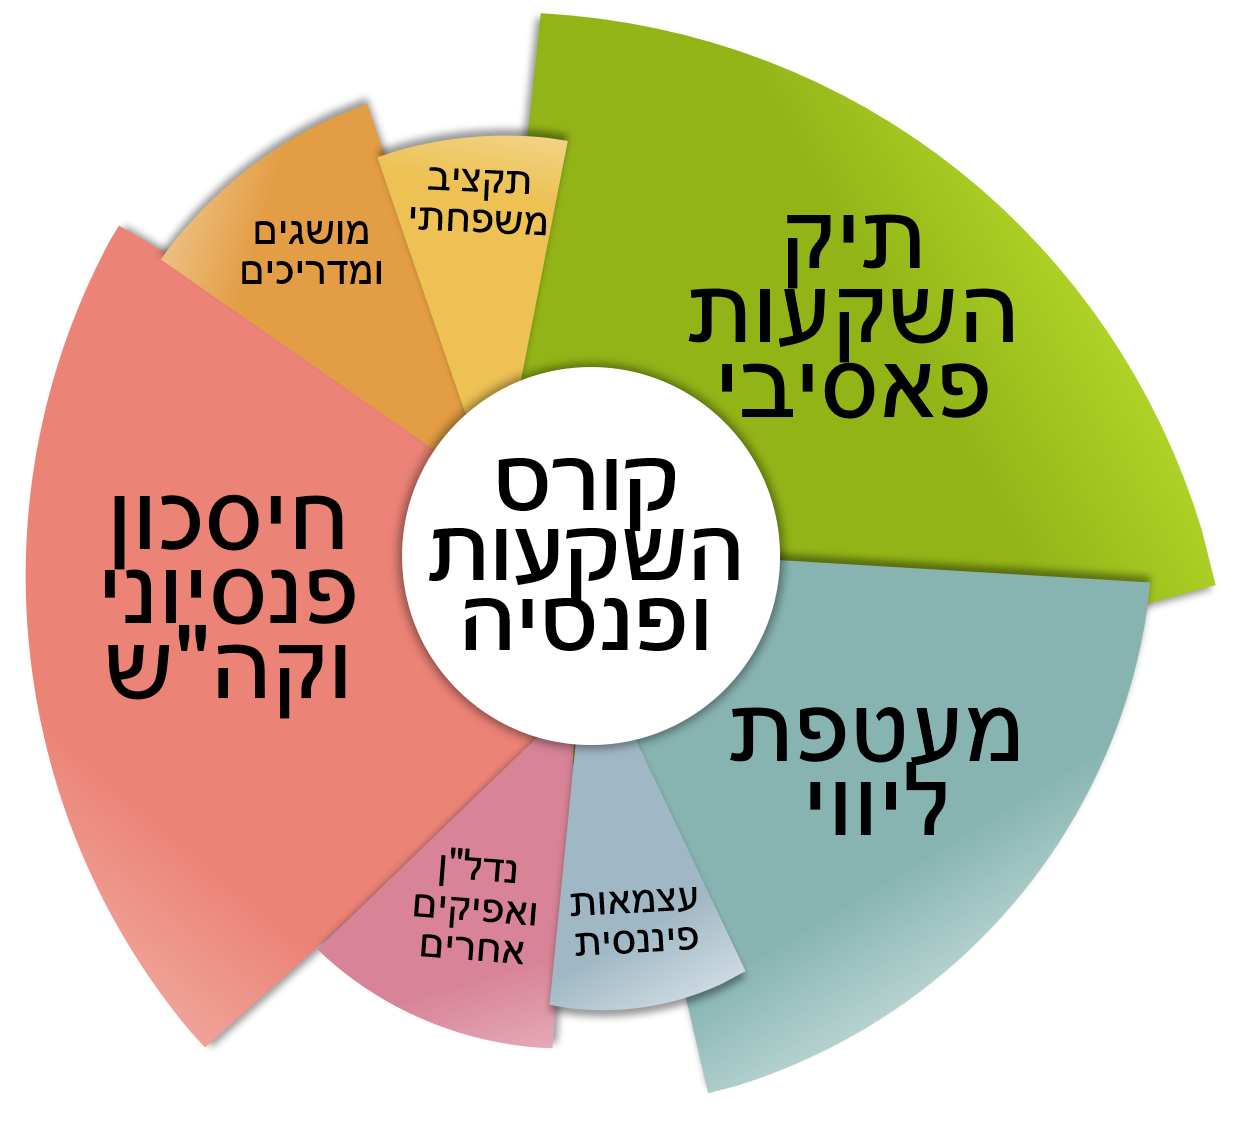 קורס
השקעות
ופנסיה
תיק
השקעות
פאסיבי
מעטפת
ליווי
עצמאות
פיננסית
נדל"ן
ואפיקים
אחרים
חיסכון
פנסיוני
וקה"ש
מושגים
ומדריכים
תקציב
משפחתי